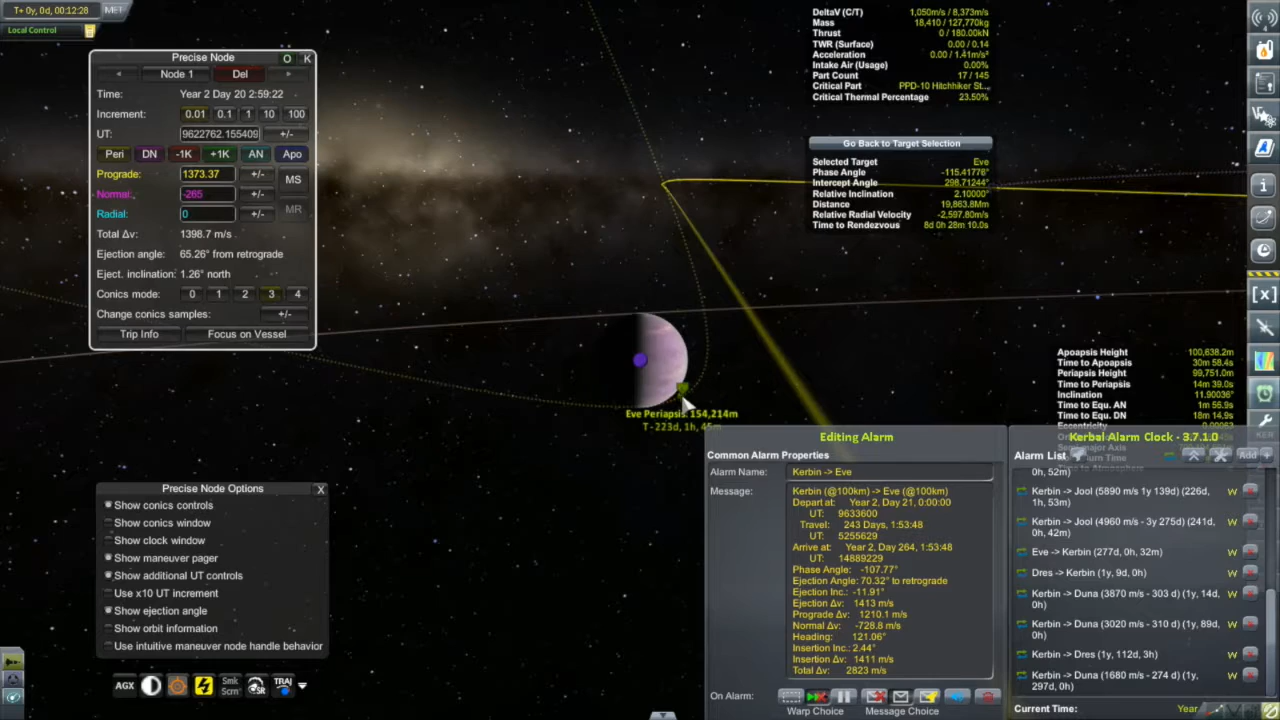 T+ 0y, 0d, 00:12:28 MET
Local Control
Precise Node O K
Node 1 Del
Time: Year 2 Day 20 2:59:22
Increment: 0.01 0.1 1 10 100
UT: 9622762.155409 +/-
Peri DN -1K +1K AN Apo
Prograde: 1373.37 +/- MS
Normal: -265 +/-
Radial: 0 +/- MR
Total Δv: 1398.7 m/s
Ejection angle: 65.26° from retrograde
Eject. inclination: 1.26° north
Conics mode: 0 1 2 3 4
Change conics samples: +/-
Trip Info Focus on Vessel
DeltaV (C/T) 1,050m/s / 8,373m/s
Mass 18,410 / 127,770kg
Thrust 0 / 180.00kN
TWR (Surface) 0.00 / 0.14
Acceleration 0.00 / 1.41m/s²
Intake Air (Usage) 0.00%
Part Count 17 / 145
Critical Part PPD-10 Hitchhiker St...
Critical Thermal Percentage 23.50%
Go Back to Target Selection
Selected Target Eve
Phase Angle -115.41776°
Intercept Angle 298.71244°
Relative Inclination 2.10000°
Distance 19,863.8Mm
Relative Radial Velocity -2,597.80m/s
Time to Rendezvous 8d 0h 28m 10.0s
Eve Periapsis: 154,214m
T - 223d, 1h, 45m
Apoapsis Height 100,638.2m
Time to Apoapsis 30m 58.4s
Periapsis Height 99,751.0m
Time to Periapsis 14m 39.0s
Inclination 11.90036°
Time to Equ. AN 1m 56.9s
Time to Equ. DN 18m 14.9s
KER
Precise Node Options X
Show conics controls
Show conics window
Show clock window
Show maneuver pager
Show additional UT controls
Use x10 UT increment
Show ejection angle
Show orbit information
Use intuitive maneuver node handle behavior
AGX Smk Scrn TRAJ
Editing Alarm
Common Alarm Properties
Alarm Name: Kerbin -> Eve
Message: Kerbin (@100km) -> Eve (@100km)
Depart at: Year 2, Day 21, 0:00:00
UT: 9633600
Travel: 243 Days, 1:53:48
UT: 5255629
Arrive at: Year 2, Day 264, 1:53:48
UT: 14889229
Phase Angle: -107.77°
Ejection Angle: 70.32° to retrograde
Ejection Inc.: -11.91°
Ejection Δv: 1413 m/s
Prograde Δv: 1210.1 m/s
Normal Δv: -728.8 m/s
Heading: 121.06°
Insertion Inc.: 2.44°
Insertion Δv: 1411 m/s
Total Δv: 2823 m/s
On Alarm:
Warp Choice Message Choice
Kerbal Alarm Clock - 3.7.1.0
Alarm List Add +
0h, 52m)
Kerbin -> Jool (5890 m/s 1y 139d) (226d,
1h, 53m) W
Kerbin -> Jool (4960 m/s - 3y 275d) (241d,
0h, 42m) W
Eve -> Kerbin (277d, 0h, 32m) W
Dres -> Kerbin (1y, 9d, 0h) W
Kerbin -> Duna (3870 m/s - 303 d) (1y, 14d,
0h) W
Kerbin -> Duna (3020 m/s - 310 d) (1y, 89d,
0h) W
Kerbin -> Dres (1y, 112d, 3h) W
Kerbin -> Duna (1680 m/s - 274 d) (1y,
297d, 0h) W
Current Time: Year